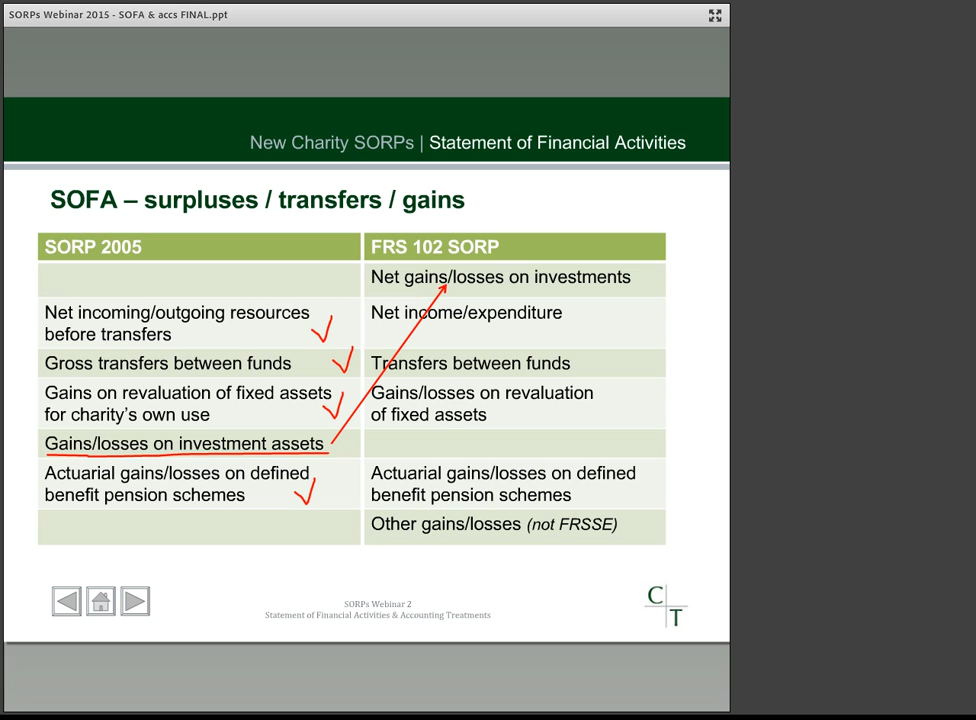 SORPs Webinar 2015 - SOFA & accs FINAL.ppt
New Charity SORPs | Statement of Financial Activities
SOFA – surpluses / transfers / gains
SORP 2005
FRS 102 SORP
Net gains/losses on investments
Net incoming/outgoing resources
before transfers
Net income/expenditure
Gross transfers between funds
Transfers between funds
Gains on revaluation of fixed assets
for charity's own use
Gains/losses on revaluation
of fixed assets
Gains/losses on investment assets
Actuarial gains/losses on defined
benefit pension schemes
Actuarial gains/losses on defined
benefit pension schemes
Other gains/losses (not FRSSE)
SORPs Webinar 2
Statement of Financial Activities & Accounting Treatments
C
T